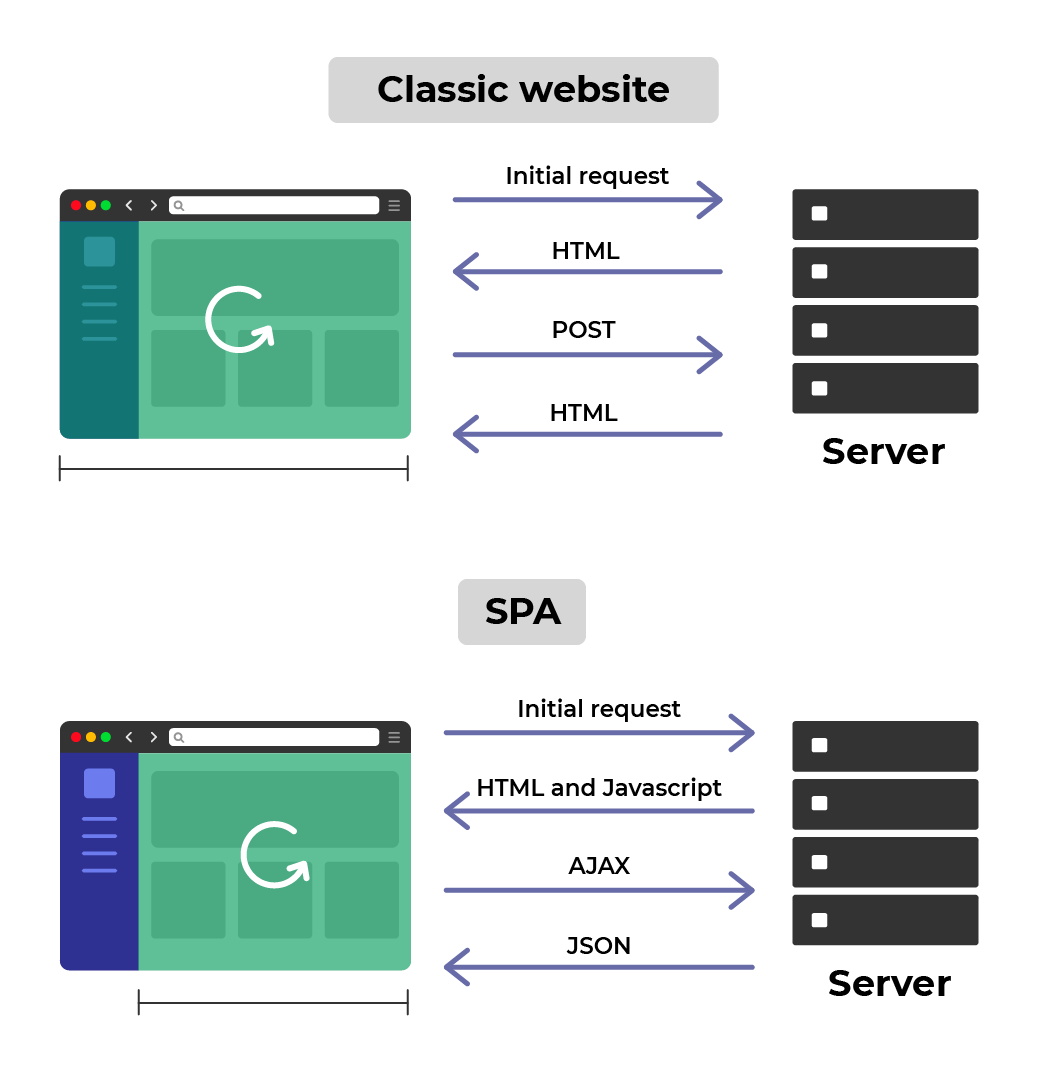 Classic website
Initial request
HTML
POST
HTML
Server
SPA
Initial request
HTML and Javascript
AJAX
JSON
Server